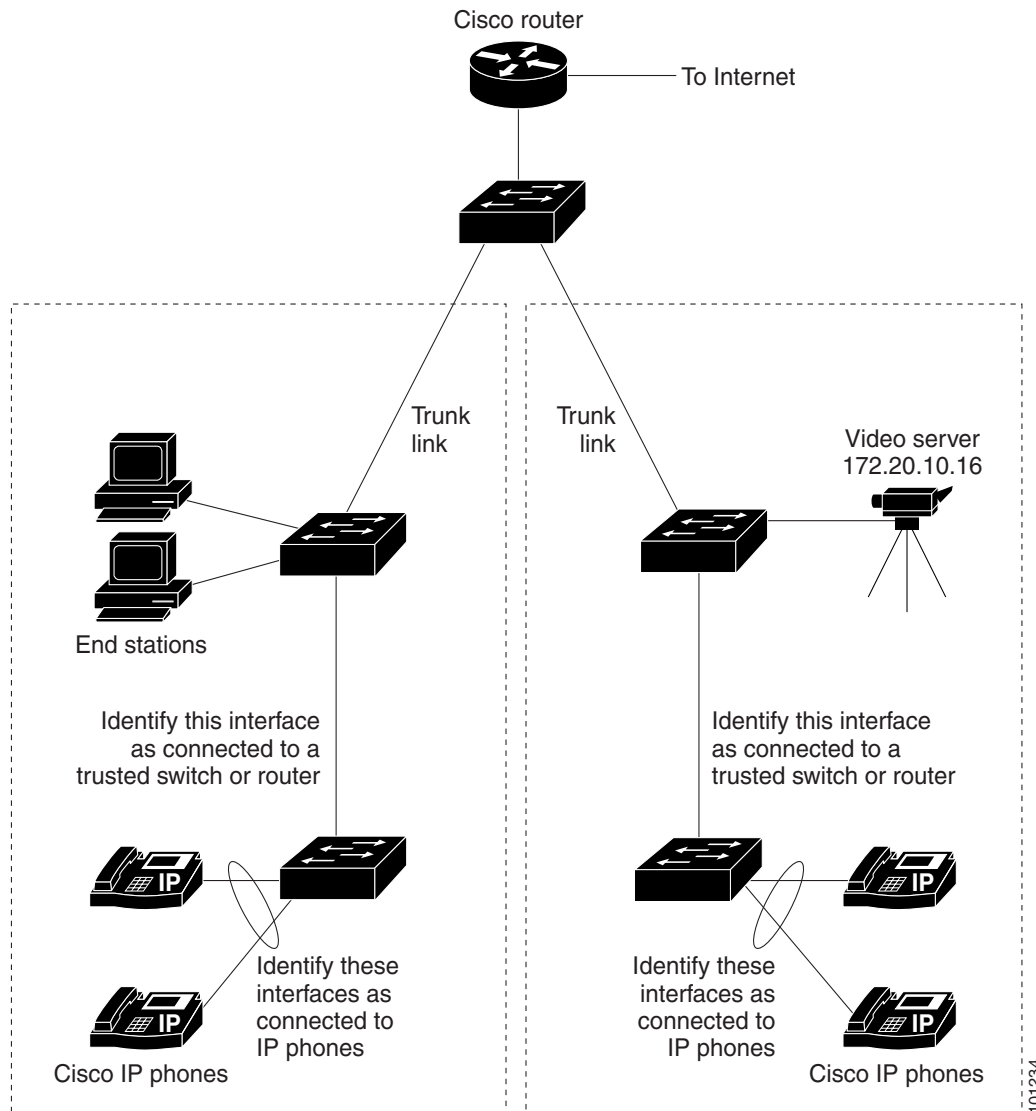 Cisco router
To Internet
Trunk
link
Trunk
link
Video server
172.20.10.16
End stations
Identify this interface
as connected to a
trusted switch or router
Identify this interface
as connected to a
trusted switch or router
IP
IP
IP
IP
Identify these
interfaces as
connected to
IP phones
Identify these
interfaces as
connected to
IP phones
Cisco IP phones
Cisco IP phones
101234